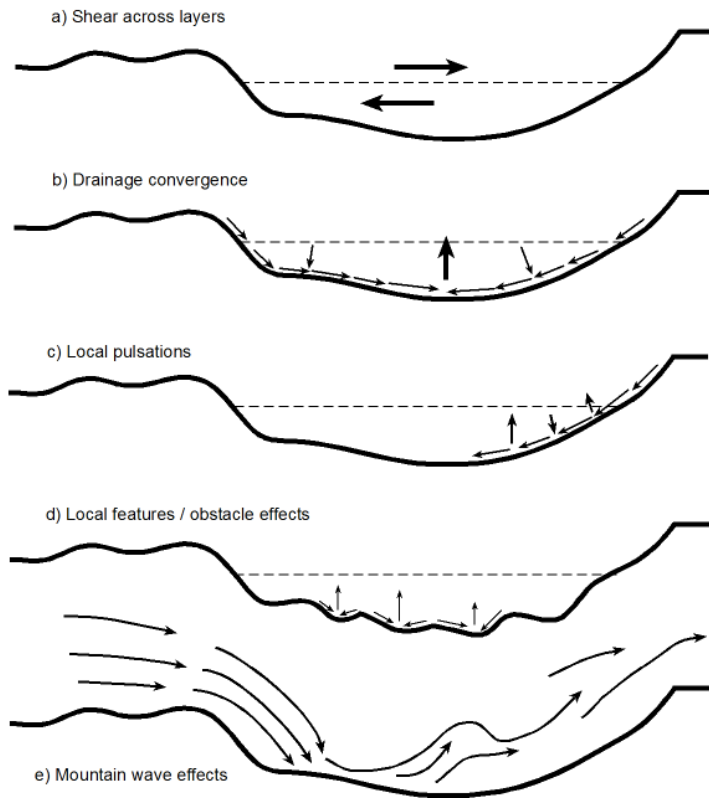 a) Shear across layers
b) Drainage convergence
c) Local pulsations
d) Local features / obstacle effects
e) Mountain wave effects